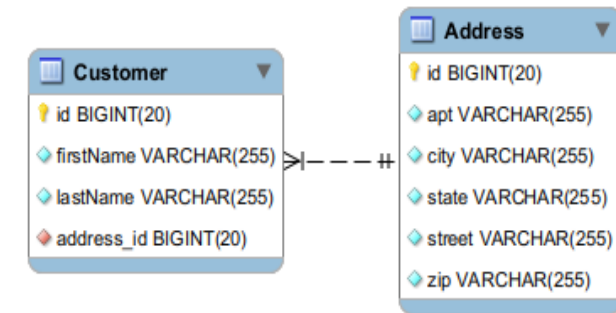 Customer
id BIGINT(20)
firstName VARCHAR(255)
lastName VARCHAR(255)
address_id BIGINT(20)
Address
id BIGINT(20)
apt VARCHAR(255)
city VARCHAR(255)
state VARCHAR(255)
street VARCHAR(255)
zip VARCHAR(255)